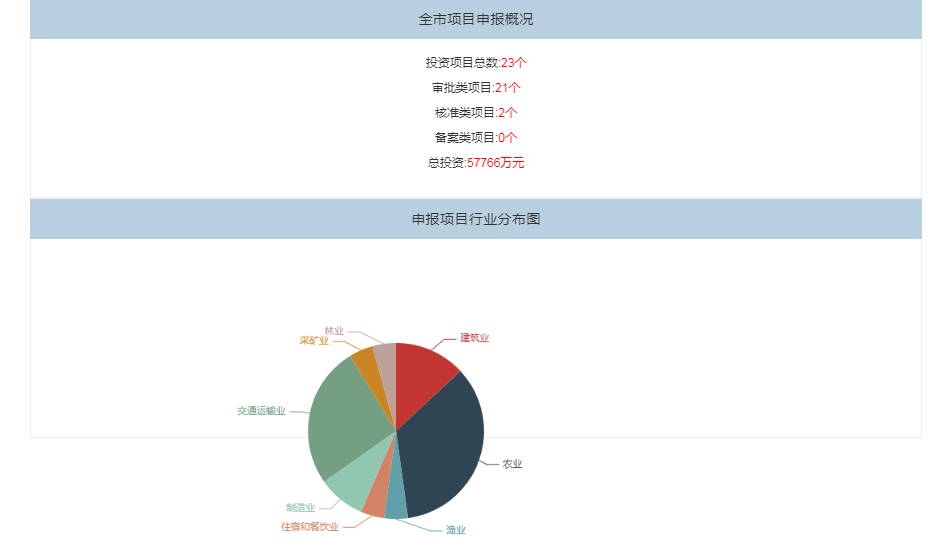 全市项目申报概况
投资项目总数:23个
审批类项目:21个
核准类项目:2个
备案类项目:0个
总投资:57766万元
申报项目行业分布图
林业
采矿业
建筑业
交通运输业
农业
制造业
住宿和餐饮业
渔业